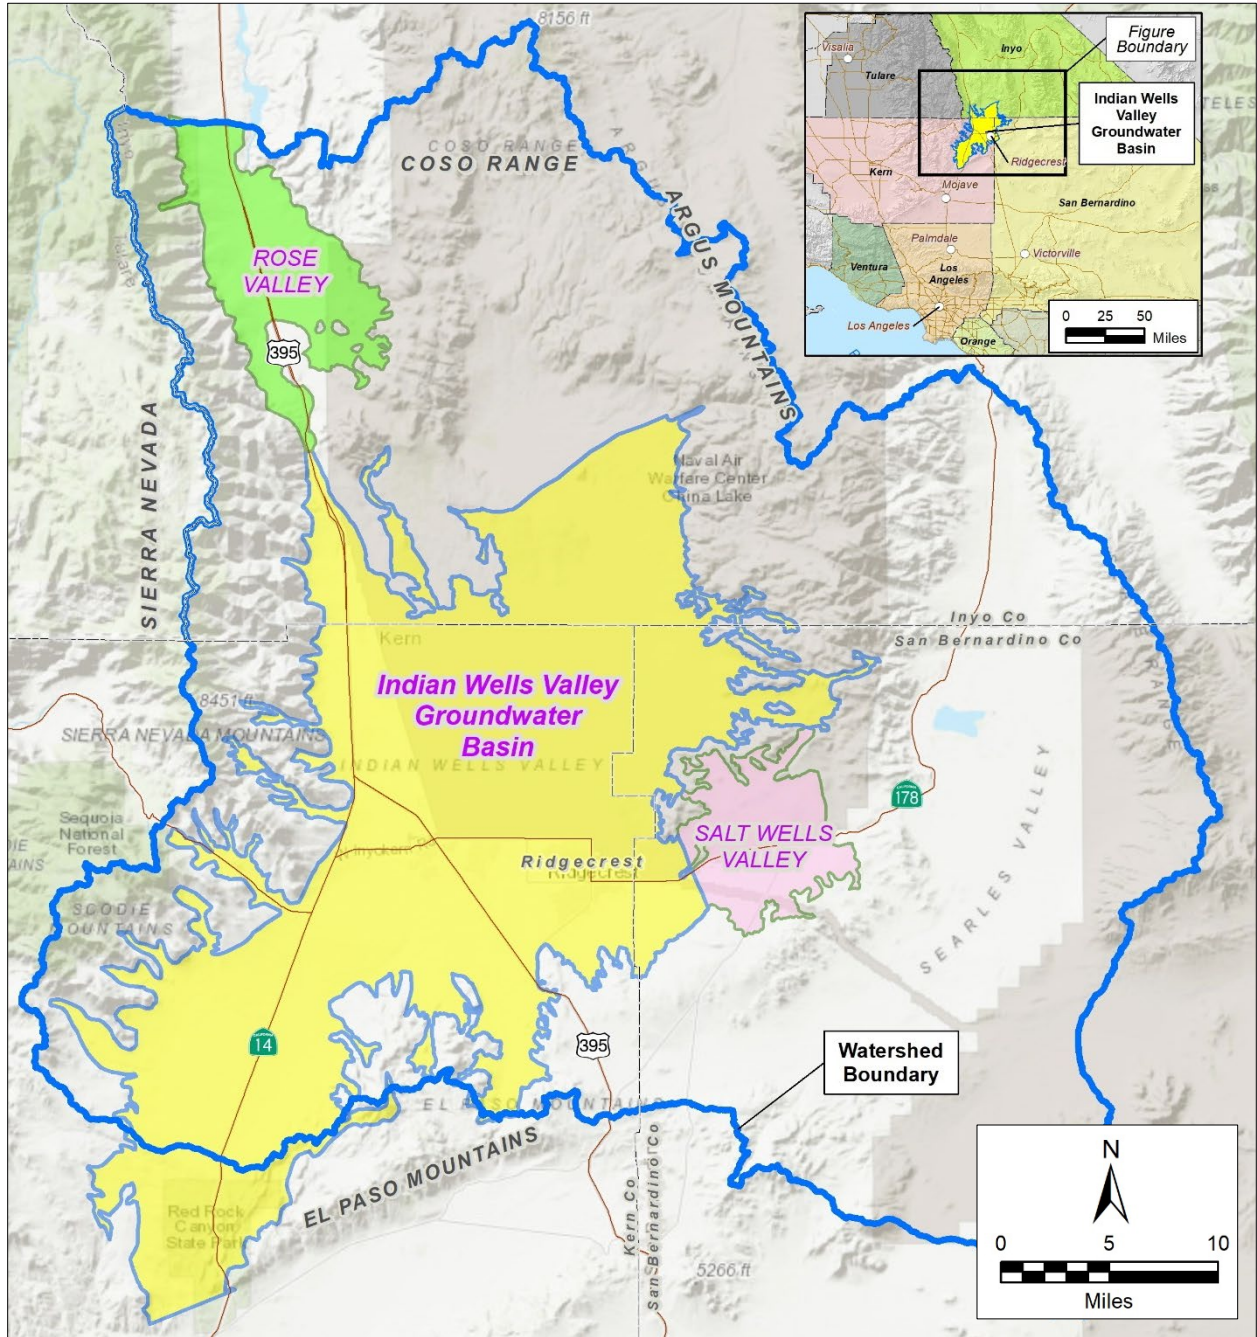 8156 ft
COSO RANGE
COSO RANGE
ARGUS MOUNTAINS
ROSE
VALLEY
395
SIERRA NEVADA
Naval Air
Warfare Center
China Lake
Inyo Co
San Bernardino Co
Kern
Indian Wells Valley
Groundwater
Basin
INDIAN WELLS VALLEY
8451 ft
SIERRA NEVADA MOUNTAINS
Sequoia
National
Forest
SCODIE
MOUNTAINS
Inyokern
Ridgecrest
Ridgecrest
SALT WELLS
VALLEY
178
SEARLES VALLEY
14
395
Watershed
Boundary
EL PASO MOUNTAINS
EL PASO MOUNTAINS
Red Rock
Canyon
State Park
Kern Co
San Bernardino Co
5266 ft
N
0 5 10
Miles
Visalia
Tulare
Inyo
Figure
Boundary
Indian Wells
Valley
Groundwater
Basin
Ridgecrest
Kern
Mojave
San Bernardino
Palmdale
Victorville
Ventura
Los
Angeles
Los Angeles
Orange
0 25 50
Miles